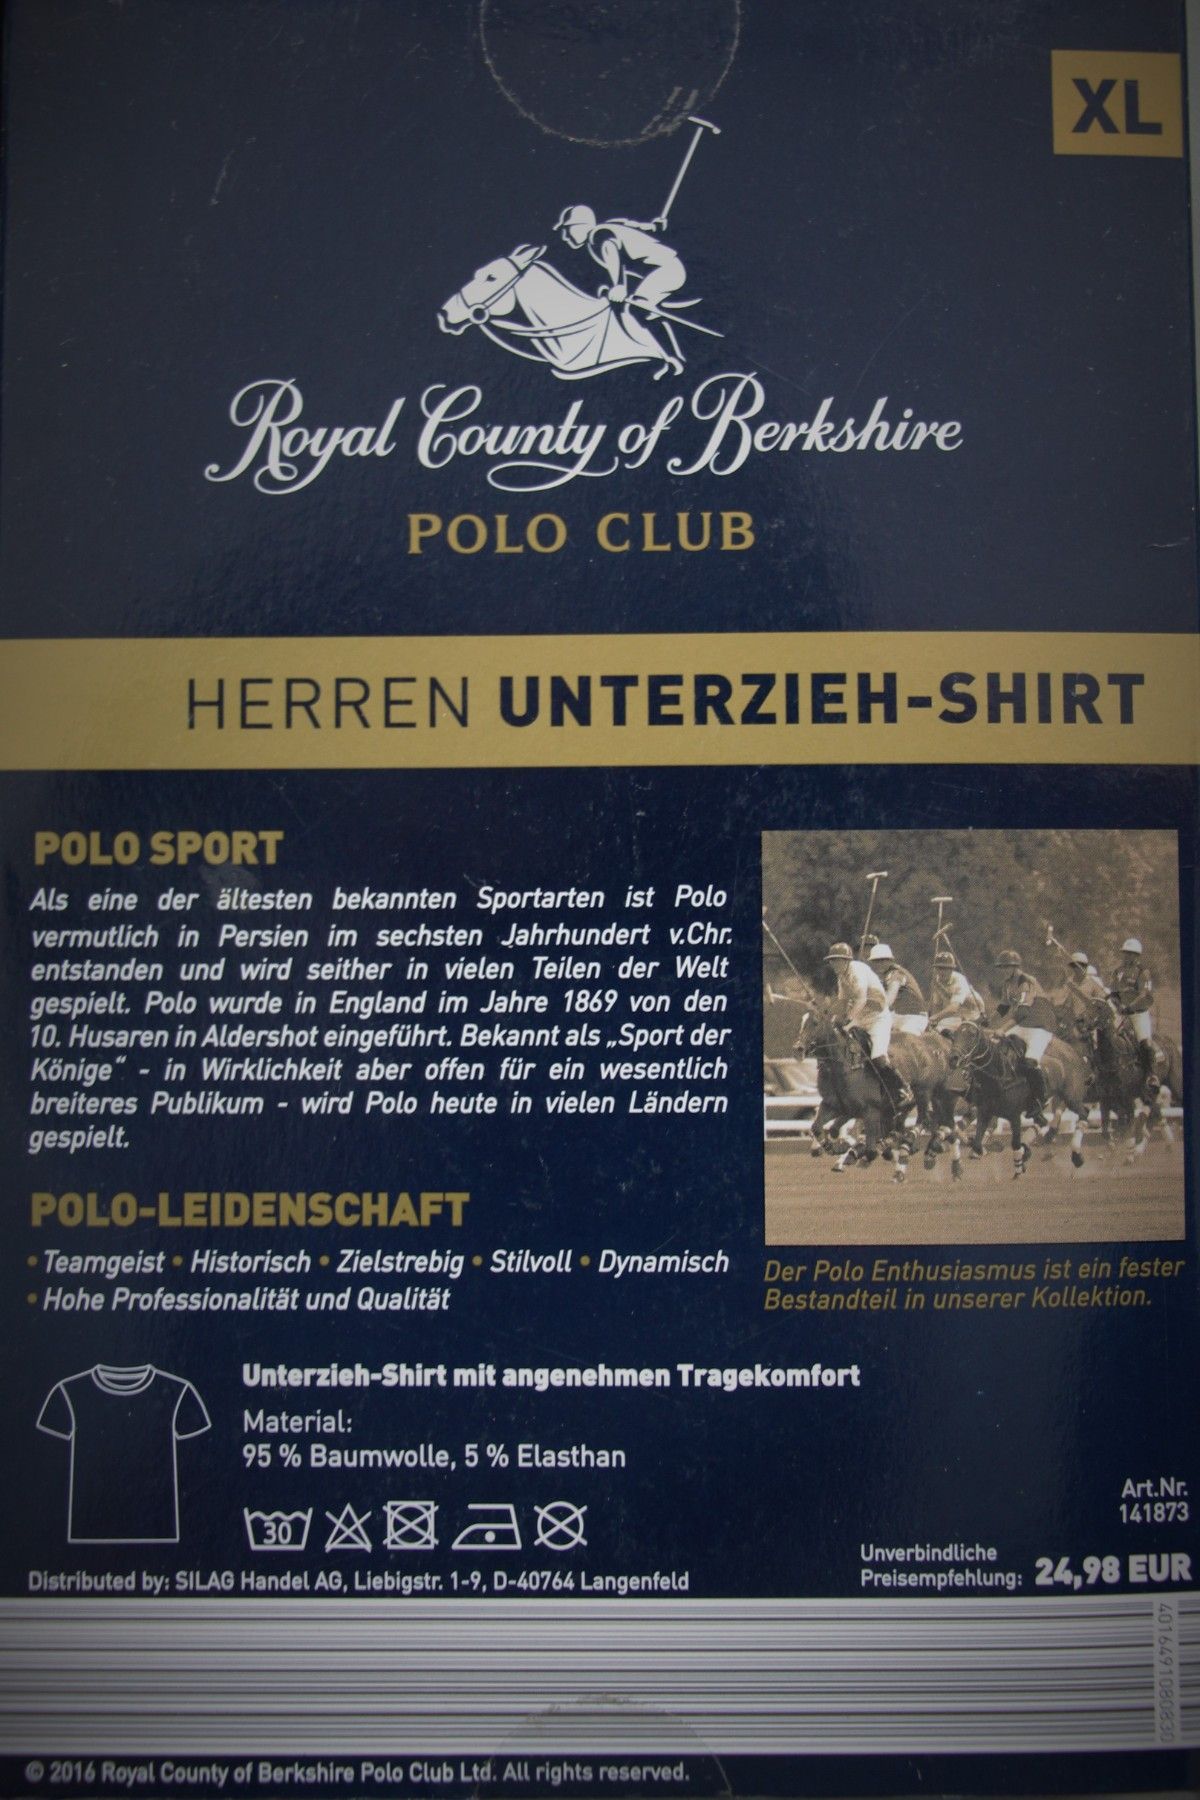 XL
Royal County of Berkshire
POLO CLUB
HERREN UNTERZIEH-SHIRT
POLO SPORT
Als eine der ältesten bekannten Sportarten ist Polo
vermutlich in Persien im sechsten Jahrhundert v.Chr.
entstanden und wird seither in vielen Teilen der Welt
gespielt. Polo wurde in England im Jahre 1869 von den
10. Husaren in Aldershot eingeführt. Bekannt als „Sport der
Könige“ - in Wirklichkeit aber offen für ein wesentlich
breiteres Publikum - wird Polo heute in vielen Ländern
gespielt.
POLO-LEIDENSCHAFT
• Teamgeist • Historisch • Zielstrebig • Stilvoll • Dynamisch
• Hohe Professionalität und Qualität
Der Polo Enthusiasmus ist ein fester
Bestandteil in unserer Kollektion.
Unterzieh-Shirt mit angenehmen Tragekomfort
Material:
95 % Baumwolle, 5 % Elasthan
30
Art.Nr.
141873
Unverbindliche
Preisempfehlung: 24,98 EUR
Distributed by: SILAG Handel AG, Liebigstr. 1-9, D-40764 Langenfeld
4016491080830
© 2016 Royal County of Berkshire Polo Club Ltd. All rights reserved.